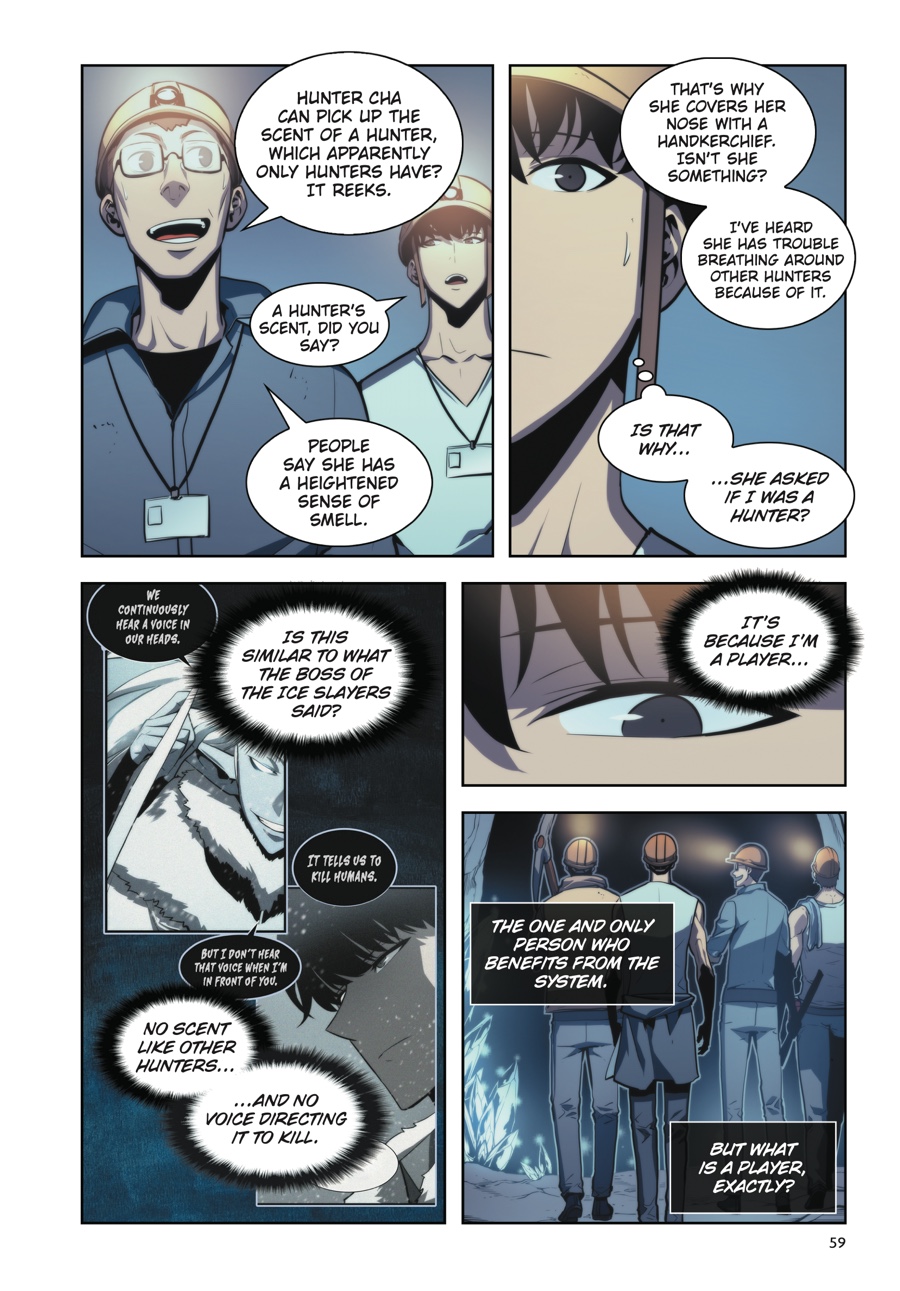 HUNTER CHA
CAN PICK UP THE
SCENT OF A HUNTER,
WHICH APPARENTLY
ONLY HUNTERS HAVE?
IT REEKS.
A HUNTER'S
SCENT, DID YOU
SAY?
PEOPLE
SAY SHE HAS
A HEIGHTENED
SENSE OF
SMELL.
THAT'S WHY
SHE COVERS HER
NOSE WITH A
HANDKERCHIEF.
ISN'T SHE
SOMETHING?
I'VE HEARD
SHE HAS TROUBLE
BREATHING AROUND
OTHER HUNTERS
BECAUSE OF IT.
IS THAT
WHY...
...SHE ASKED
IF I WAS A
HUNTER?
WE
CONTINUOUSLY
HEAR A VOICE IN
OUR HEADS.
IS THIS
SIMILAR TO WHAT
THE BOSS OF
THE ICE SLAYERS
SAID?
IT TELLS US TO
KILL HUMANS.
BUT I DON'T HEAR
THAT VOICE WHEN I'M
IN FRONT OF YOU.
NO SCENT
LIKE OTHER
HUNTERS...
...AND NO
VOICE DIRECTING
IT TO KILL.
IT'S
BECAUSE I'M
A PLAYER...
THE ONE AND ONLY
PERSON WHO
BENEFITS FROM THE
SYSTEM.
BUT WHAT
IS A PLAYER,
EXACTLY?
59